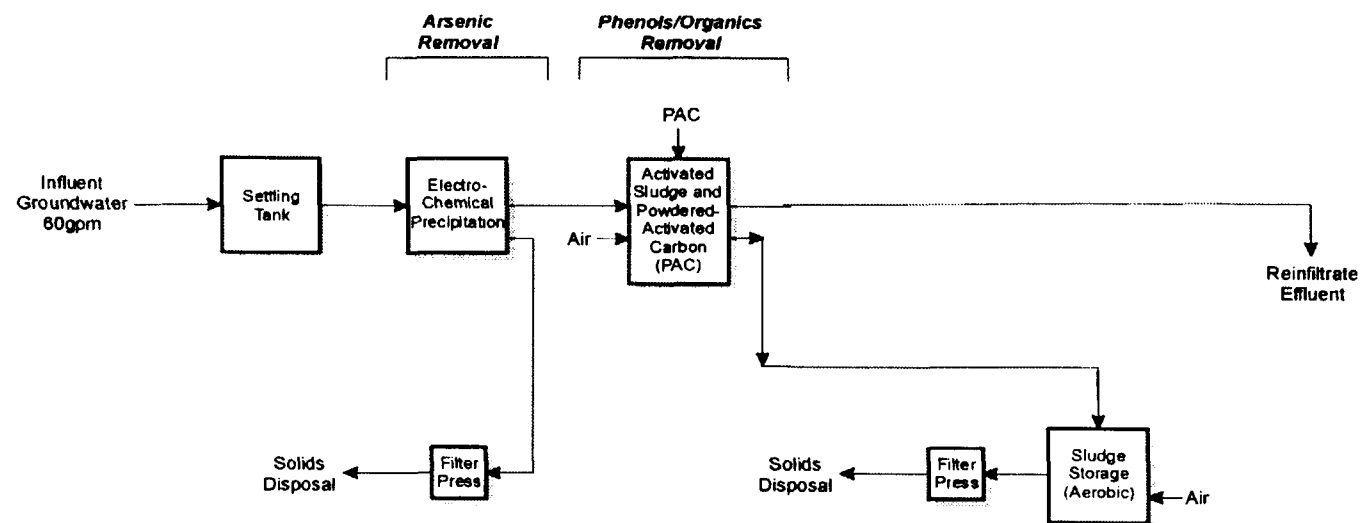 Arsenic
Removal
Phenols/Organics
Removal
PAC
Influent
Groundwater
60gpm
Settling
Tank
Electro-
Chemical
Precipitation
Activated
Sludge and
Powdered-
Activated
Carbon
(PAC)
Air
Reinfiltrate
Effluent
Solids
Disposal
Filter
Press
Solids
Disposal
Filter
Press
Sludge
Storage
(Aerobic)
Air